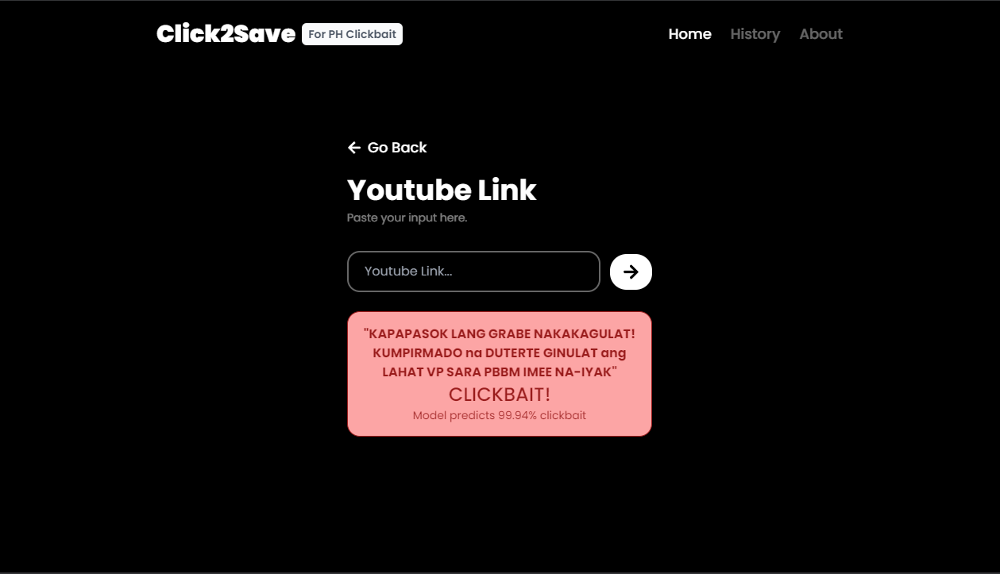 Click2Save For PH Clickbait Home History About
Go Back
Youtube Link
Paste your input here.
Youtube Link...
"KAPAPASOK LANG GRABE NAKAKAGULAT!
KUMPIRMADO na DUTERTE GINULAT ang
LAHAT VP SARA PBBM IMEE NA-IYAK"
CLICKBAIT!
Model predicts 99.94% clickbait